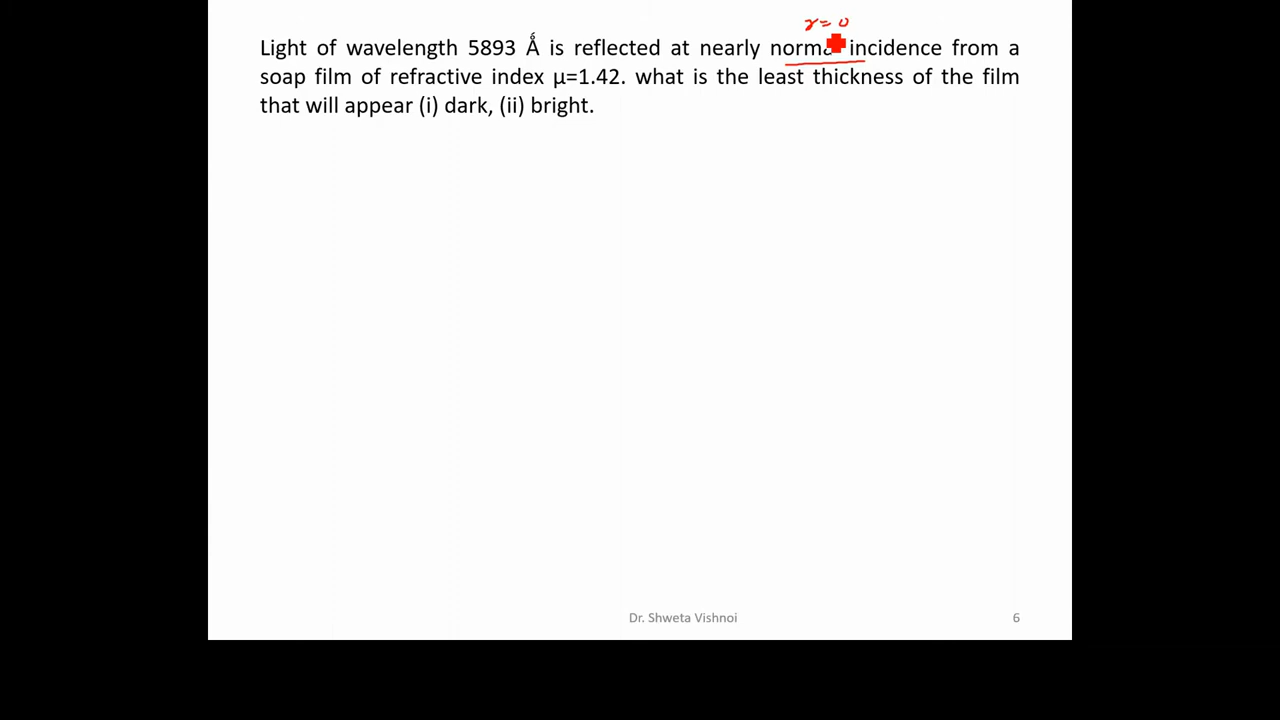 r = 0
Light of wavelength 5893 Å is reflected at nearly normal incidence from a
soap film of refractive index μ=1.42. what is the least thickness of the film
that will appear (i) dark, (ii) bright.
Dr. Shweta Vishnoi
6